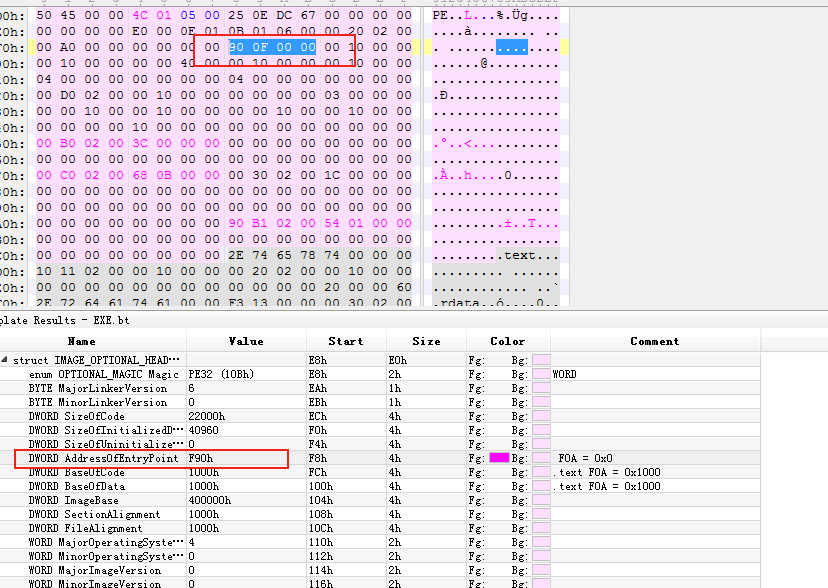 0h: 50 45 00 00 4C 01 05 00 25 0E DC 67 00 00 00 00 PE..L...%.Üg....
00 00 00 00 E0 00 0F 01 0B 01 06 00 00 20 02 00
00 A0 00 00 00 00 00 00 90 0F 00 00 00 10 00 00
00 10 00 00 00 00 40 00 00 10 00 00 00 10 00 00
04 00 00 00 00 00 00 00 04 00 00 00 00 00 00 00
00 D0 02 00 00 10 00 00 00 00 00 00 03 00 00 00
00 00 10 00 00 10 00 00 00 00 10 00 00 10 00 00
00 00 00 00 10 00 00 00 00 00 00 00 00 00 00 00
00 B0 02 00 3C 00 00 00 00 00 00 00 00 00 00 00
00 00 00 00 00 00 00 00 00 00 00 00 00 00 00 00
00 C0 02 00 68 0B 00 00 00 30 02 00 1C 00 00 00
00 00 00 00 00 00 00 00 00 00 00 00 00 00 00 00
00 00 00 00 00 00 00 00 00 00 00 00 00 00 00 00
00 00 00 00 00 00 00 00 90 B1 02 00 54 01 00 00
00 00 00 00 00 00 00 00 00 00 00 00 00 00 00 00
00 00 00 00 00 00 00 00 2E 74 65 78 74 00 00 00 .text...
10 11 02 00 00 10 00 00 00 20 02 00 00 10 00 00
00 00 00 00 00 00 00 00 00 00 00 00 20 00 00 60
2E 72 64 61 74 61 00 00 F3 13 00 00 00 30 02 00 .rdata..ó....0..
plate Results - EXE.bt
Name Value Start Size Color Comment
struct IMAGE_OPTIONAL_HEAD··· E8h E0h Fg: Bg:
enum OPTIONAL_MAGIC Magic PE32 (10Bh) E8h 2h Fg: Bg: WORD
BYTE MajorLinkerVersion 6 EAh 1h Fg: Bg:
BYTE MinorLinkerVersion 0 EBh 1h Fg: Bg:
DWORD SizeOfCode 22000h ECh 4h Fg: Bg:
DWORD SizeOfInitializedD··· 40960 F0h 4h Fg: Bg:
DWORD SizeOfUninitialize··· 0 F4h 4h Fg: Bg:
DWORD AddressOfEntryPoint F90h F8h 4h Fg: Bg: FOA = 0x0
DWORD BaseOfCode 1000h FCh 4h Fg: Bg: .text FOA = 0x1000
DWORD BaseOfData 1000h 100h 4h Fg: Bg: .text FOA = 0x1000
DWORD ImageBase 400000h 104h 4h Fg: Bg:
DWORD SectionAlignment 1000h 108h 4h Fg: Bg:
DWORD FileAlignment 1000h 10Ch 4h Fg: Bg:
WORD MajorOperatingSyste··· 4 110h 2h Fg: Bg:
WORD MinorOperatingSyste··· 0 112h 2h Fg: Bg:
WORD MajorImageVersion 0 114h 2h Fg: Bg:
WORD MinorImageVersion 0 116h 2h Fg: Bg: